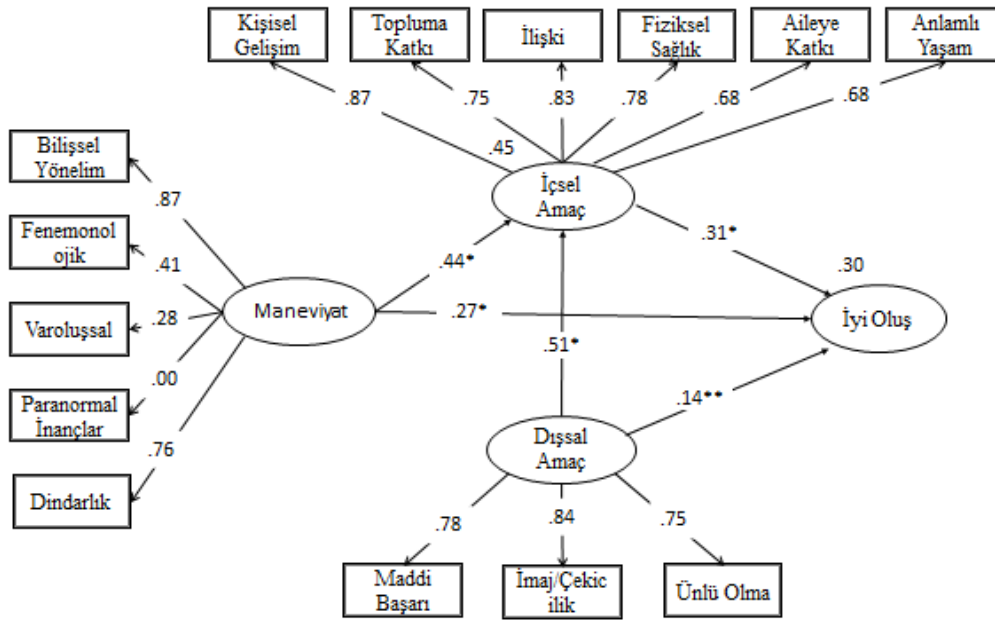 Kişisel
Gelişim
Topluma
Katkı
İlişki
Fiziksel
Sağlık
Aileye
Katkı
Anlamlı
Yaşam
.87
.75
.83
.78
.68
.68
.45
İçsel
Amaç
Bilişsel
Yönelim
.87
Fenemonol
ojik
.41
Varoluşsal
.28
.00
Paranormal
İnançlar
.76
Dindarlık
Maneviyat
.44*
.27*
.31*
.30
İyi Oluş
.51*
.14**
Dışsal
Amaç
.78
.84
.75
Maddi
Başarı
İmaj/Çekic
ilik
Ünlü Olma